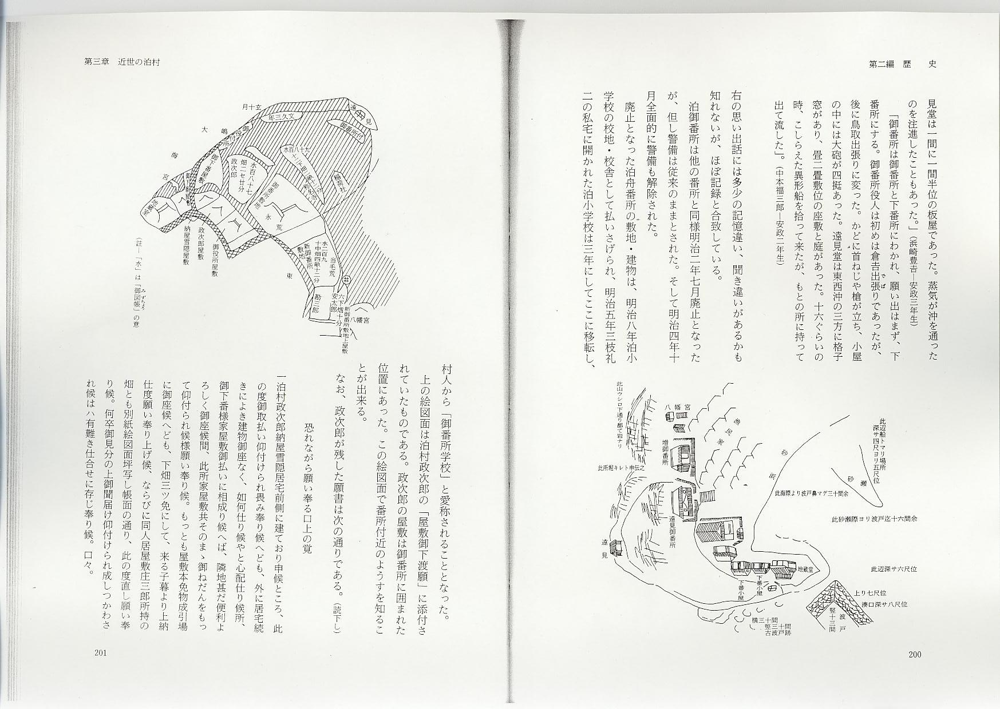 第二編　歴　史
見堂は一間に一間半位の板屋であった。蒸気が沖を通った
のを注進したこともあった。」（浜崎豊吉―安政三年生）
「御番所は御番所と下番所にわかれ、願い出はまず、下
番所にする。御番所役人は初めは倉吉出張りであったが、
でば
後に鳥取出張りに変った。かどに首ねじや槍が立ち、小屋
の中には大砲が四挺あった。遠見堂は東西沖の三方に格子
窓があり、畳二畳敷位の座敷と庭があった。十六ぐらいの
時、こしらえた異形船を拾って来たが、もとの所に持って
出て流した」。（中本福三郎―安政二年生）
右の思い出話には多少の記憶違い、聞き違いがあるかも
知れないが、ほぼ記録と合致している。
泊御番所は他の番所と同様明治二年七月廃止となった
が、但し警備は従来のままとされた。そして明治四年十
月全面的に警備も解除された。
廃止となった泊舟番所の敷地・建物は、明治八年泊小
学校の校地・校舎として払いさげられ、明治五年三枝礼
二の私宅に開かれた泊小学校は三年にしてここに移転し、
此辺船トマリ場所
深サ四尺ヨリ五尺位
砂瀬
砂浜
此海際より波戸鼻マデ三十間余
此砂瀬際ヨリ波戸迄十六間余
此辺深サ六尺位
上り七尺位
湊口深サ八尺位
波戸
竪十三間
横三十間
竪三十間
古波戸跡
漁民家
八幡宮
此山ウシロ下通り都て岩ナリ
増御番所
此所堀キレト申伝之
遠見御番所
遠見
地蔵堂
下番小屋
下番小屋
200
第三章　近世の泊村
遠見
御番所付
文久三年
玄十月
大嶋
海
宮
御役所付
御下番屋敷
御下番屋敷
地蔵堂
水百八十七
畑二セ廿分
政次郎
水百八十九
稲荷社
御番所敷地
永荒
納屋雪隠屋敷
政次郎屋敷
御役所屋敷
東
新御番所
敷地
水二百九
十中畑四畝十二分
当毛荒
井
勘三郎
六下畑十分
安太郎
新御番所敷地上屋敷
八幡宮
（註―「水」は「御図帳」の意）
みずちょう
村人から「御番所学校」と愛称されることとなった。
上の絵図面は泊村政次郎の「屋敷御下渡願」に添付さ
れていたものである。政次郎の屋敷は御番所に囲まれた
位置にあった。この絵図面で番所付近のようすを知るこ
とが出来る。
なお、政次郎が残した願書は次の通りである。（読下し）
恐れながら願い奉る口上の覚
一泊村政次郎納屋雪隠居宅前側に建ており申候ところ、此
の度御取払い仰付けられ畏み奉り候へども、外に居宅続
きによき建物御座なく、如何仕り候やと心配仕り候所、
御下番様家屋敷御払いに相成り候へば、隣地甚だ便利よ
ろしく御座候間、此所家屋敷共そのまゝ御ねだんをもっ
て仰付けられ候様願い奉り候。もっとも屋敷本免物成引場
に御座候へども、下畑三ツ免にして、来る子暮より上納
仕度願い奉り上げ候、ならびに同人居屋敷庄三郎所持の
畑とも別紙絵図面坪写し帳面の通り、此の度直し願い奉
り候。何卒御見分の上御聞届け仰付けられ成しつかわさ
れ候はハ有難き仕合せに存じ奉り候。口々。
201